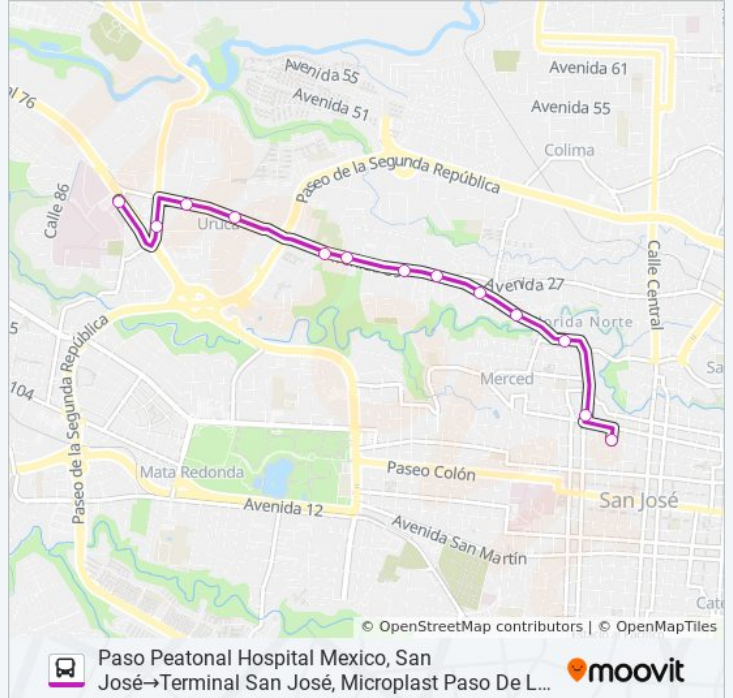 Avenida 55
Avenida 61
Avenida 51
Avenida 55
76
Colima
Paseo de la Segunda República
Calle 86
Uruca
Calle Central
Avenida 27
Norte
5
Paseo de la Segunda República
Merced
104
Mata Redonda
Paseo Colón
San José
Avenida 12
Avenida San Martín
© OpenStreetMap contributors | © OpenMapTiles
Paso Peatonal Hospital Mexico, San
José→Terminal San José, Microplast Paso De L...
moovit